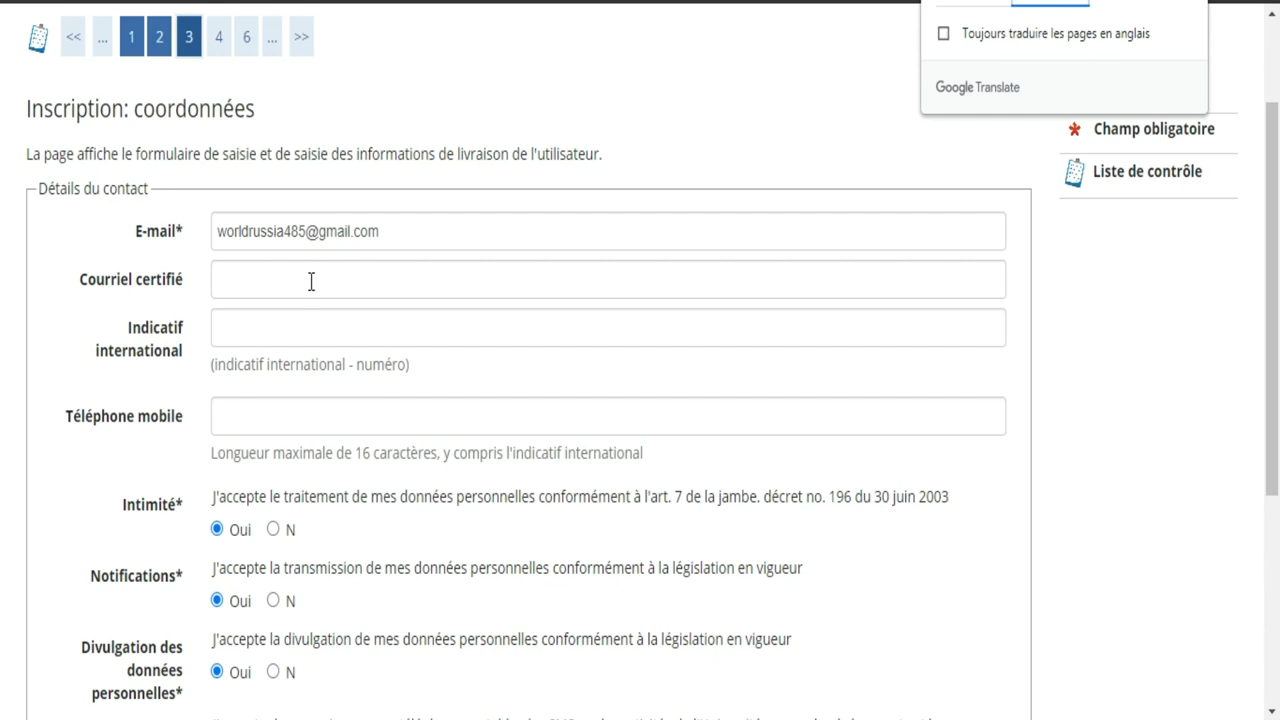 << ... 1 2 3 4 6 ... >>
Toujours traduire les pages en anglais
Google Translate
Inscription: coordonnées
Champ obligatoire
La page affiche le formulaire de saisie et de saisie des informations de livraison de l'utilisateur.
Liste de contrôle
Détails du contact
E-mail* worldrussia485@gmail.com
Courriel certifié
Indicatif
international
(indicatif international - numéro)
Téléphone mobile
Longueur maximale de 16 caractères, y compris l'indicatif international
J'accepte le traitement de mes données personnelles conformément à l'art. 7 de la jambe. décret no. 196 du 30 juin 2003
Intimité*
Oui N
J'accepte la transmission de mes données personnelles conformément à la législation en vigueur
Notifications*
Oui N
J'accepte la divulgation de mes données personnelles conformément à la législation en vigueur
Divulgation des
données
personnelles*
Oui N